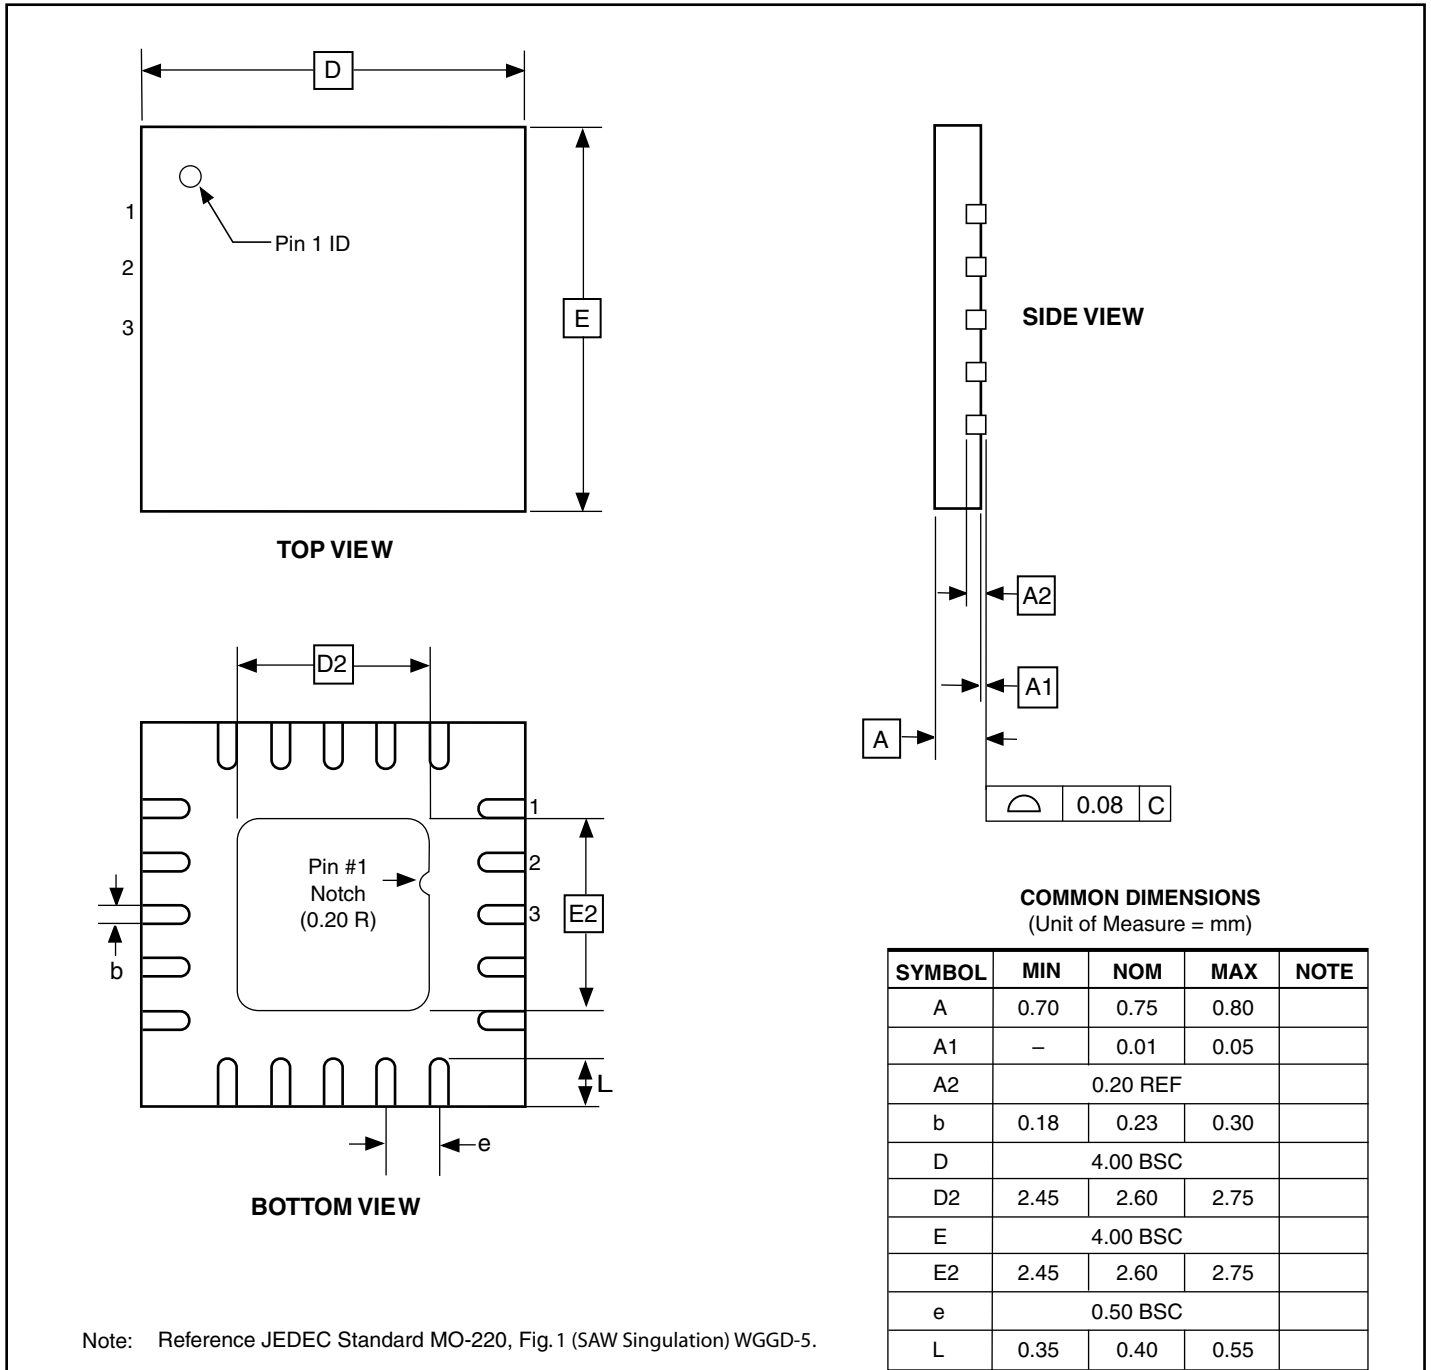 D
1
2
3
Pin 1 ID
E
TOP VIEW
SIDE VIEW
A2
A1
A
0.08 C
D2
1
2
3
Pin #1
Notch
(0.20 R)
E2
b
L
e
BOTTOM VIEW
COMMON DIMENSIONS
(Unit of Measure = mm)
SYMBOL MIN NOM MAX NOTE
A 0.70 0.75 0.80
A1 – 0.01 0.05
A2 0.20 REF
b 0.18 0.23 0.30
D 4.00 BSC
D2 2.45 2.60 2.75
E 4.00 BSC
E2 2.45 2.60 2.75
e 0.50 BSC
L 0.35 0.40 0.55
Note: Reference JEDEC Standard MO-220, Fig. 1 (SAW Singulation) WGGD-5.